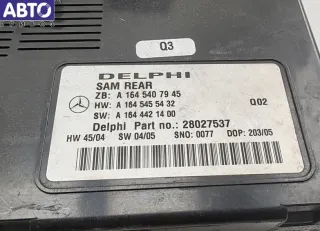 АВТО
Q3
DELPHI
SAM REAR
ZB: A 164 540 79 45
HW: A 164 545 54 32
SW: A 164 442 14 00
Q02
Delphi Part no.: 28027537
HW 45/04 SW 04/05 SNO: 0077 DOP: 203/05